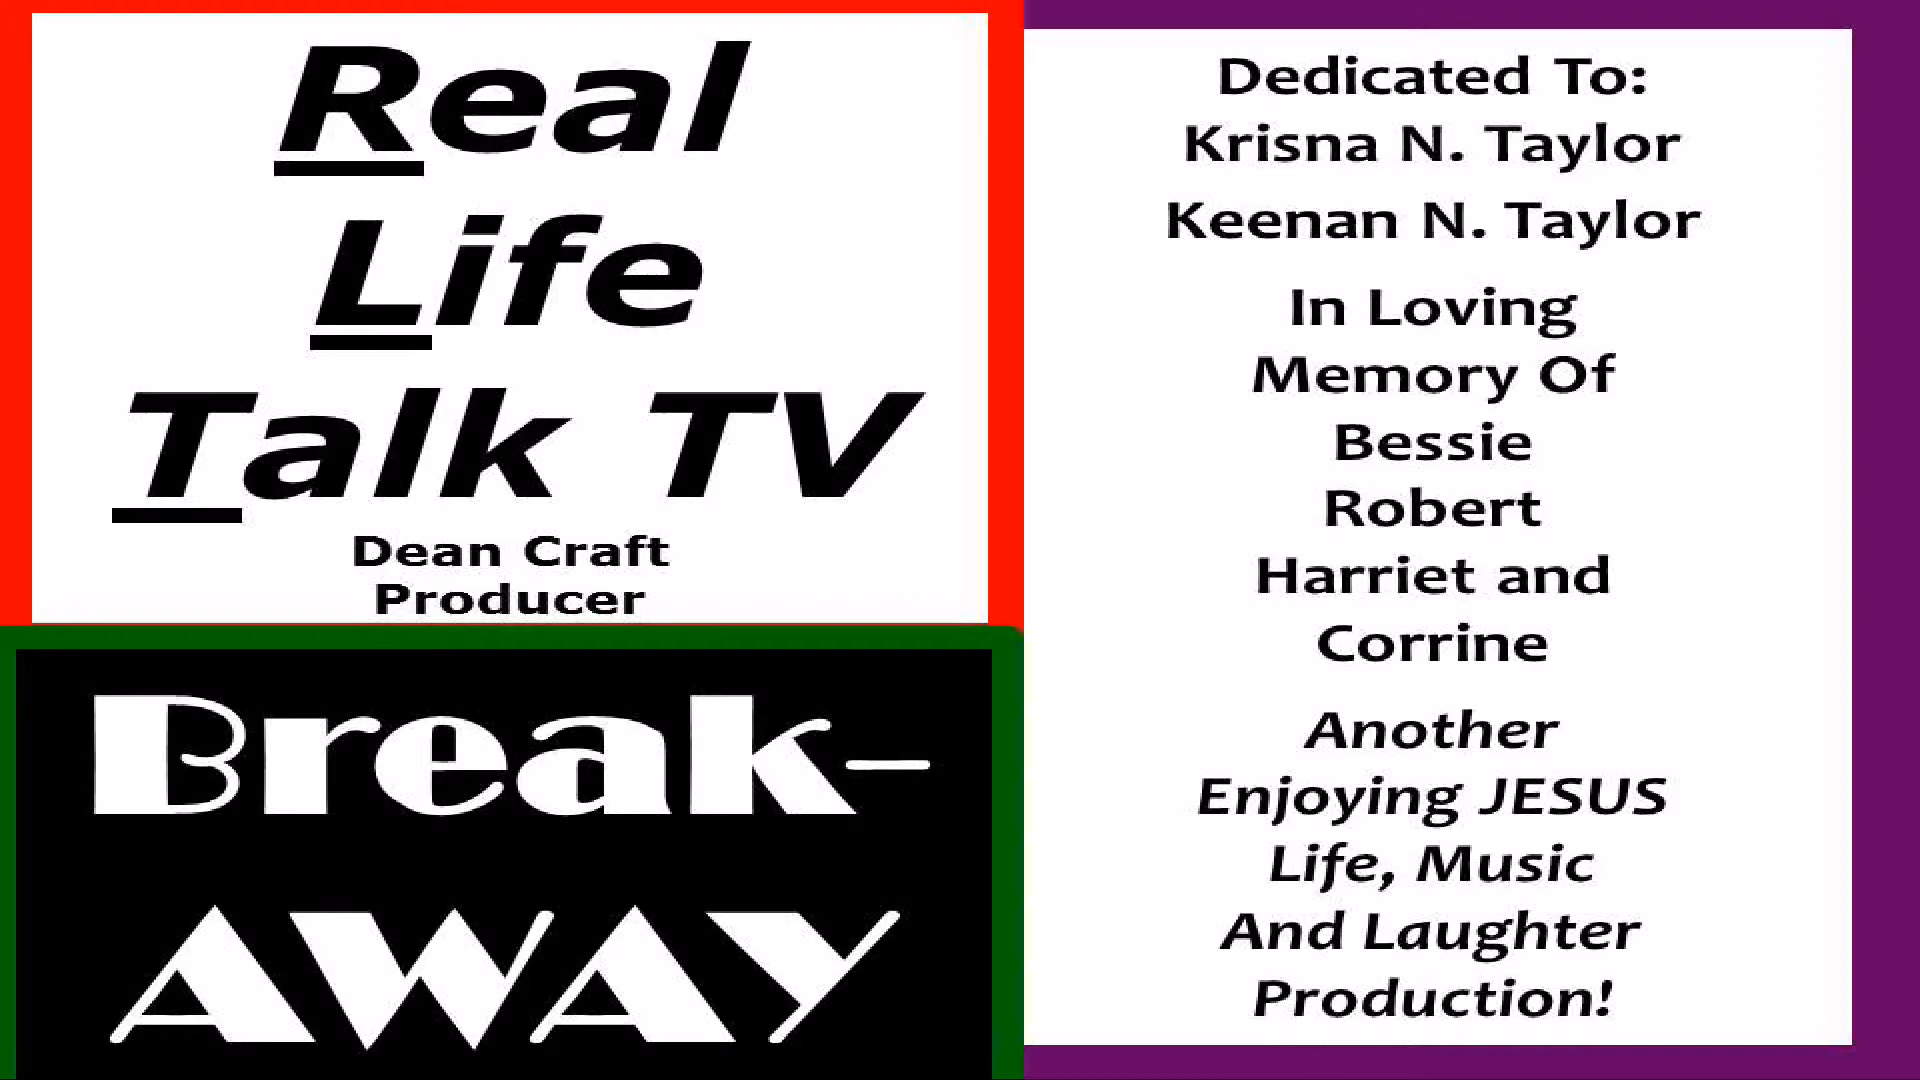 Real
Life
Talk TV
Dean Craft
Producer
Break-
AWAY
Dedicated To:
Krisna N. Taylor
Keenan N. Taylor
In Loving
Memory Of
Bessie
Robert
Harriet and
Corrine
Another
Enjoying JESUS
Life, Music
And Laughter
Production!